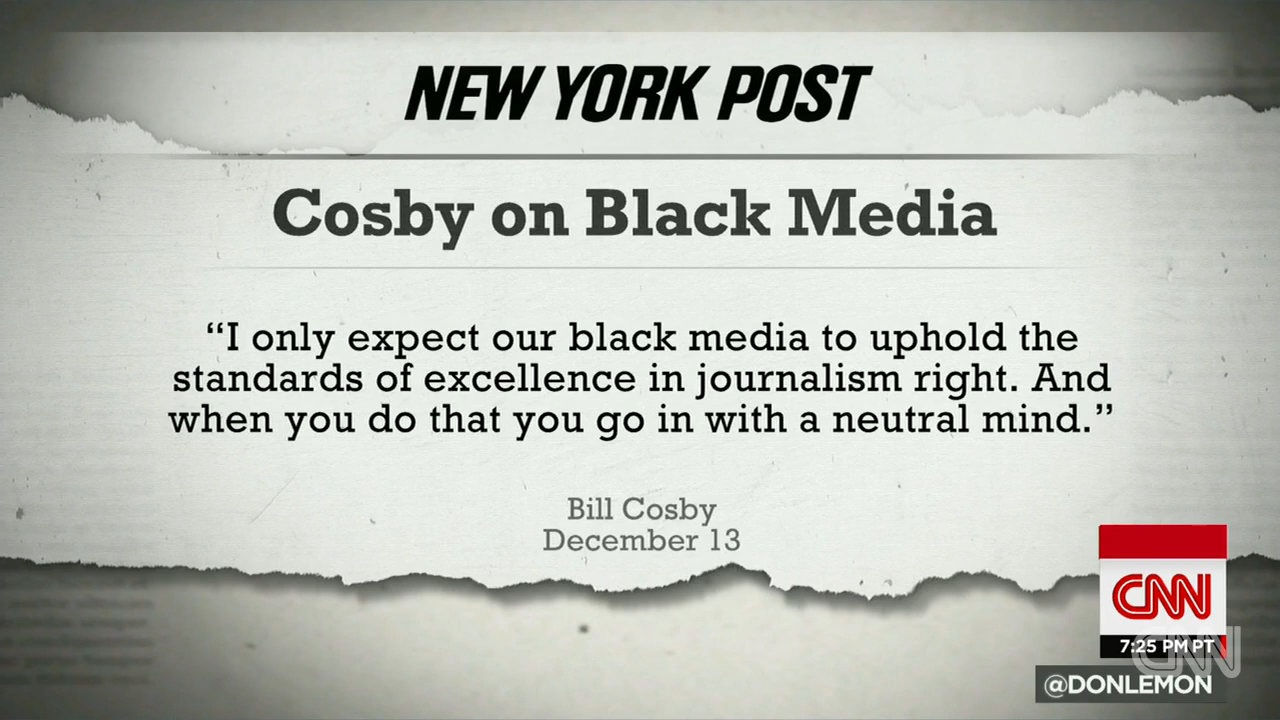 NEW YORK POST
Cosby on Black Media
“I only expect our black media to uphold the
standards of excellence in journalism right. And
when you do that you go in with a neutral mind.”
Bill Cosby
December 13
CNN
7:25 PM PT
CNN
@DONLEMON